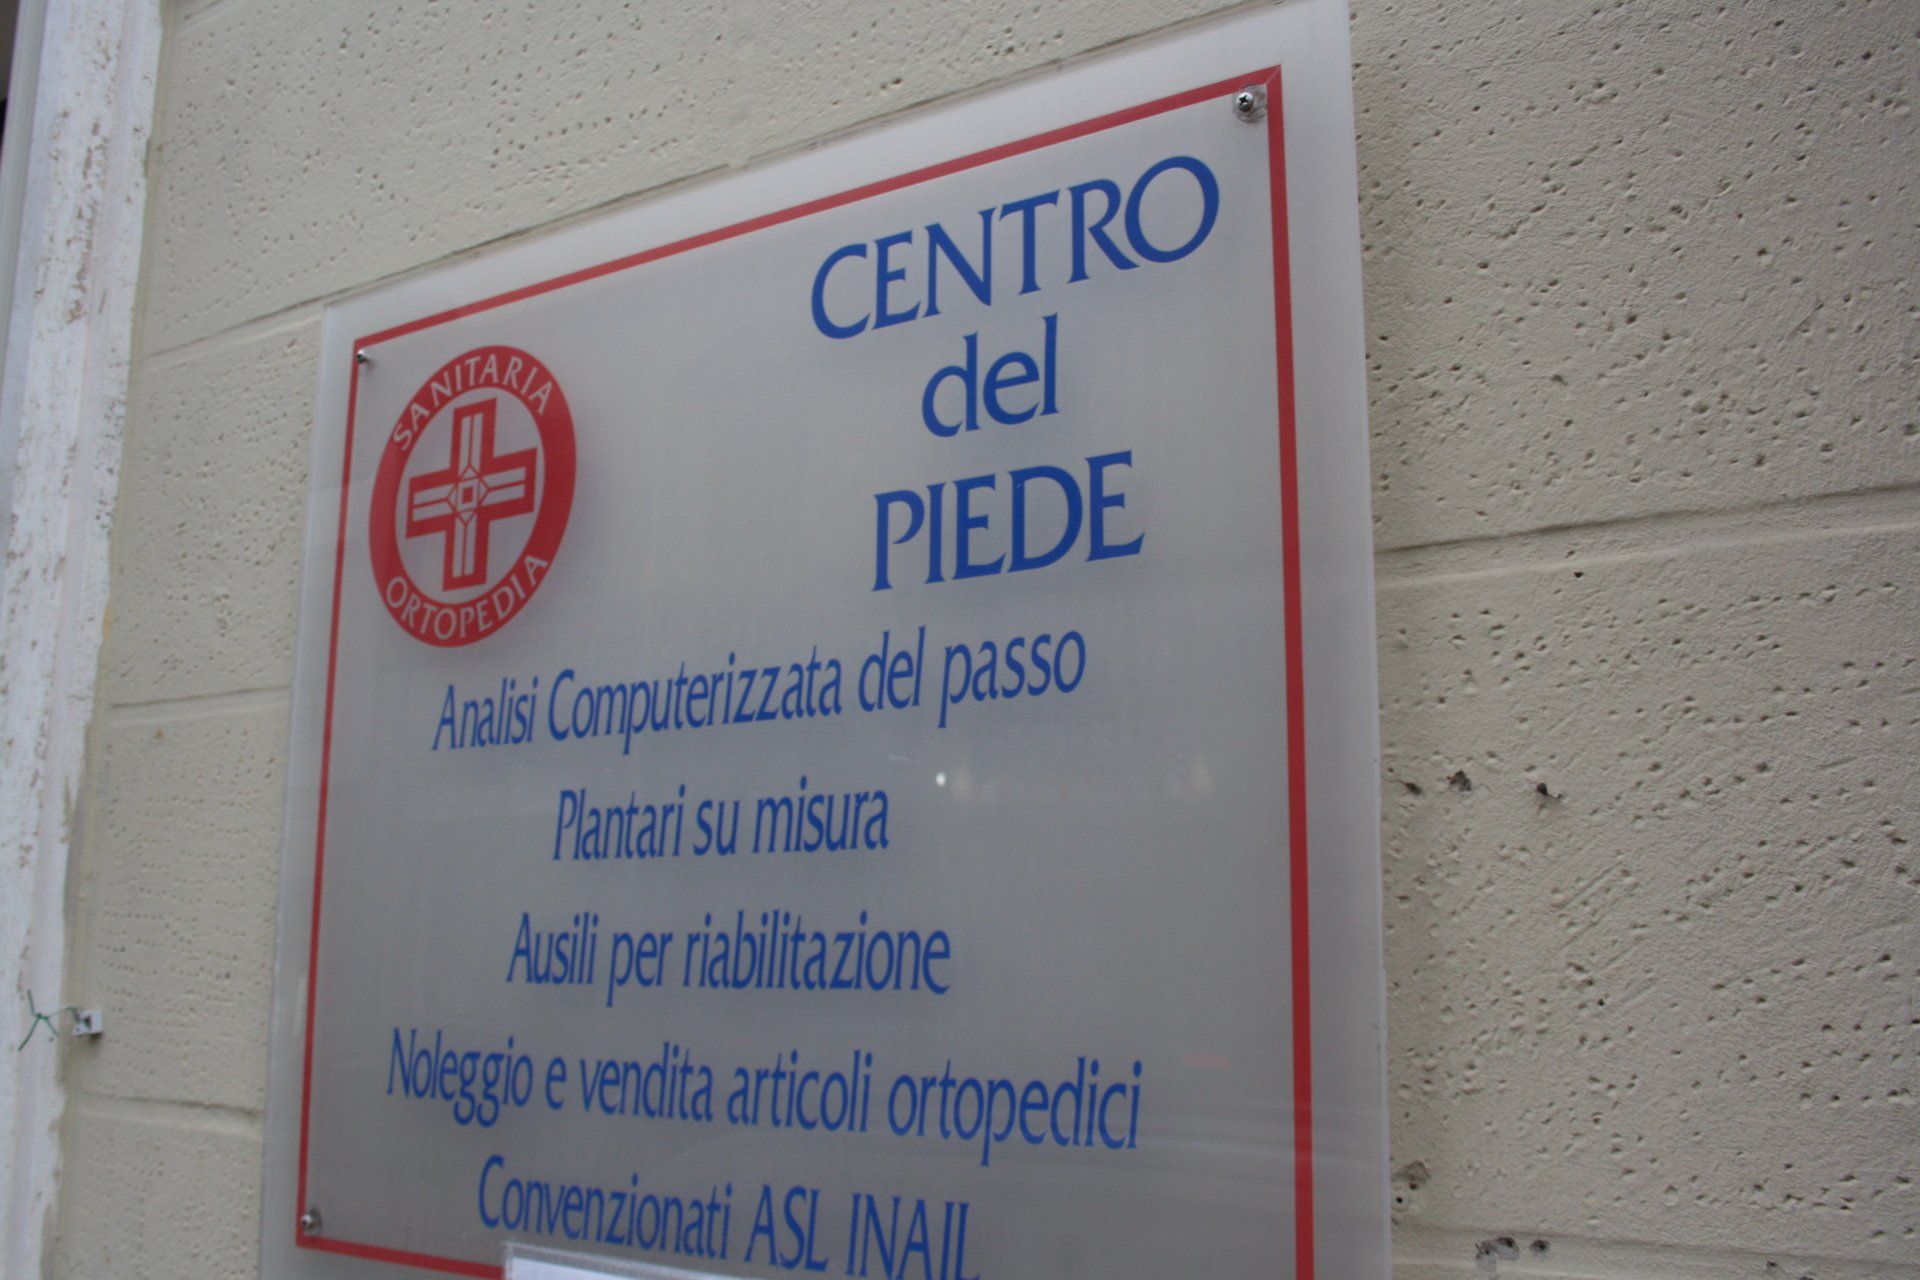 CENTRO
del
PIEDE
SANITARIA
ORTOPEDIA
Analisi Computerizzata del passo
Plantari su misura
Ausili per riabilitazione
Noleggio e vendita articoli ortopedici
Convenzionati ASL INAIL